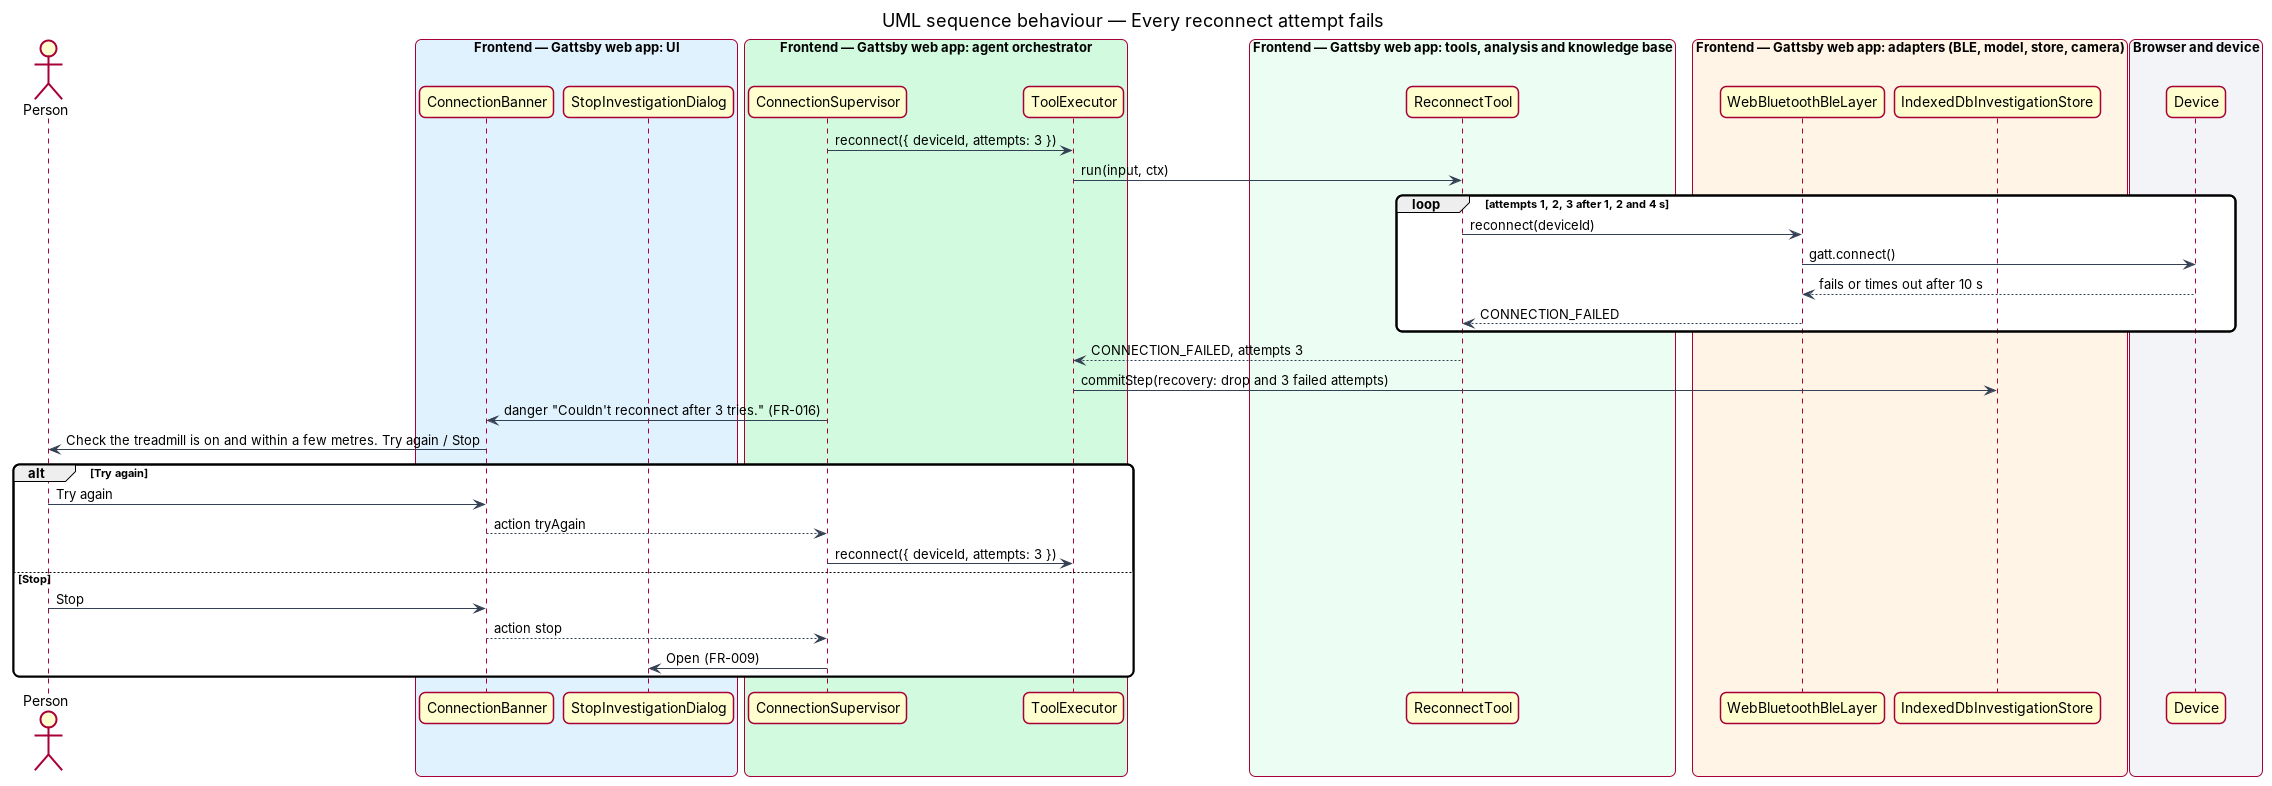 UML sequence behaviour — Every reconnect attempt fails
Frontend — Gattsby web app: UI
Frontend — Gattsby web app: agent orchestrator
Frontend — Gattsby web app: tools, analysis and knowledge base
Frontend — Gattsby web app: adapters (BLE, model, store, camera)
Browser and device
Person
ConnectionBanner
StopInvestigationDialog
ConnectionSupervisor
ToolExecutor
ReconnectTool
WebBluetoothBleLayer
IndexedDbInvestigationStore
Device
reconnect({ deviceId, attempts: 3 })
run(input, ctx)
loop
[attempts 1, 2, 3 after 1, 2 and 4 s]
reconnect(deviceId)
gatt.connect()
fails or times out after 10 s
CONNECTION_FAILED
CONNECTION_FAILED, attempts 3
commitStep(recovery: drop and 3 failed attempts)
danger "Couldn't reconnect after 3 tries." (FR-016)
Check the treadmill is on and within a few metres. Try again / Stop
alt
[Try again]
Try again
action tryAgain
reconnect({ deviceId, attempts: 3 })
[Stop]
Stop
action stop
Open (FR-009)
Person
ConnectionBanner
StopInvestigationDialog
ConnectionSupervisor
ToolExecutor
ReconnectTool
WebBluetoothBleLayer
IndexedDbInvestigationStore
Device